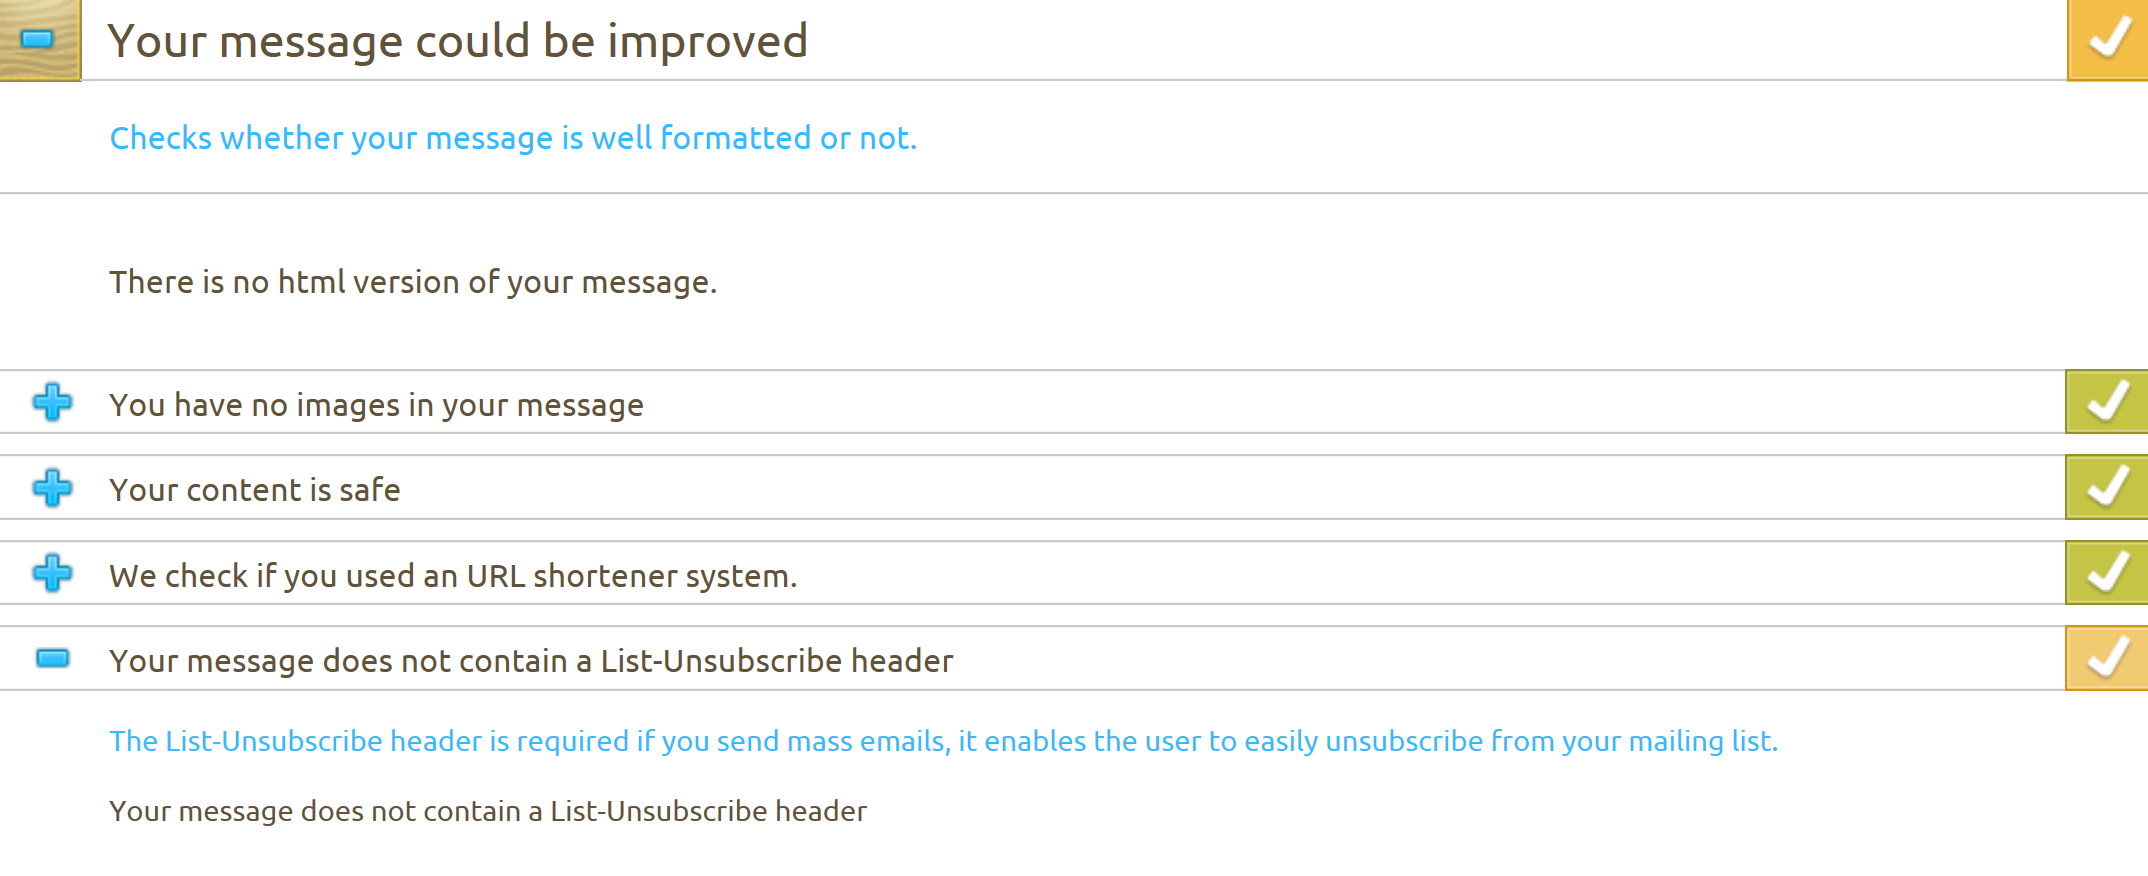 Your message could be improved
Checks whether your message is well formatted or not.
There is no html version of your message.
You have no images in your message
Your content is safe
We check if you used an URL shortener system.
Your message does not contain a List-Unsubscribe header
The List-Unsubscribe header is required if you send mass emails, it enables the user to easily unsubscribe from your mailing list.
Your message does not contain a List-Unsubscribe header